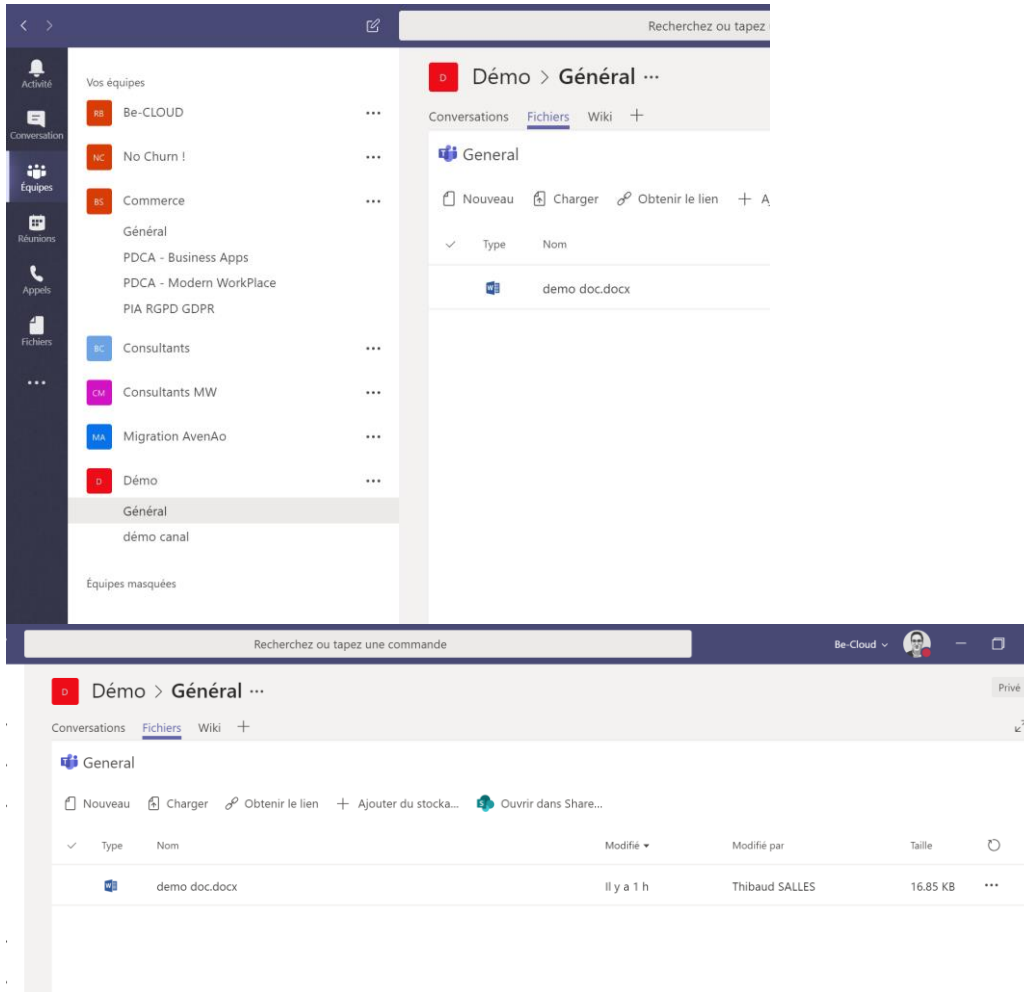 Recherchez ou tapez
Activité
Conversation
Équipes
Réunions
Appels
Fichiers
Vos équipes
RB Be-CLOUD
NC No Churn !
BS Commerce
Général
PDCA - Business Apps
PDCA - Modern WorkPlace
PIA RGPD GDPR
BC Consultants
CM Consultants MW
MA Migration AvenAo
D Démo
Général
démo canal
Équipes masquées
D Démo > Général ...
Conversations Fichiers Wiki +
General
Nouveau Charger Obtenir le lien + Aj
Type Nom
demo doc.docx
Recherchez ou tapez une commande Be-Cloud
D Démo > Général ... Privé
Conversations Fichiers Wiki +
General
Nouveau Charger Obtenir le lien + Ajouter du stocka... Ouvrir dans Share...
Type Nom Modifié Modifié par Taille
demo doc.docx Il y a 1 h Thibaud SALLES 16.85 KB ...